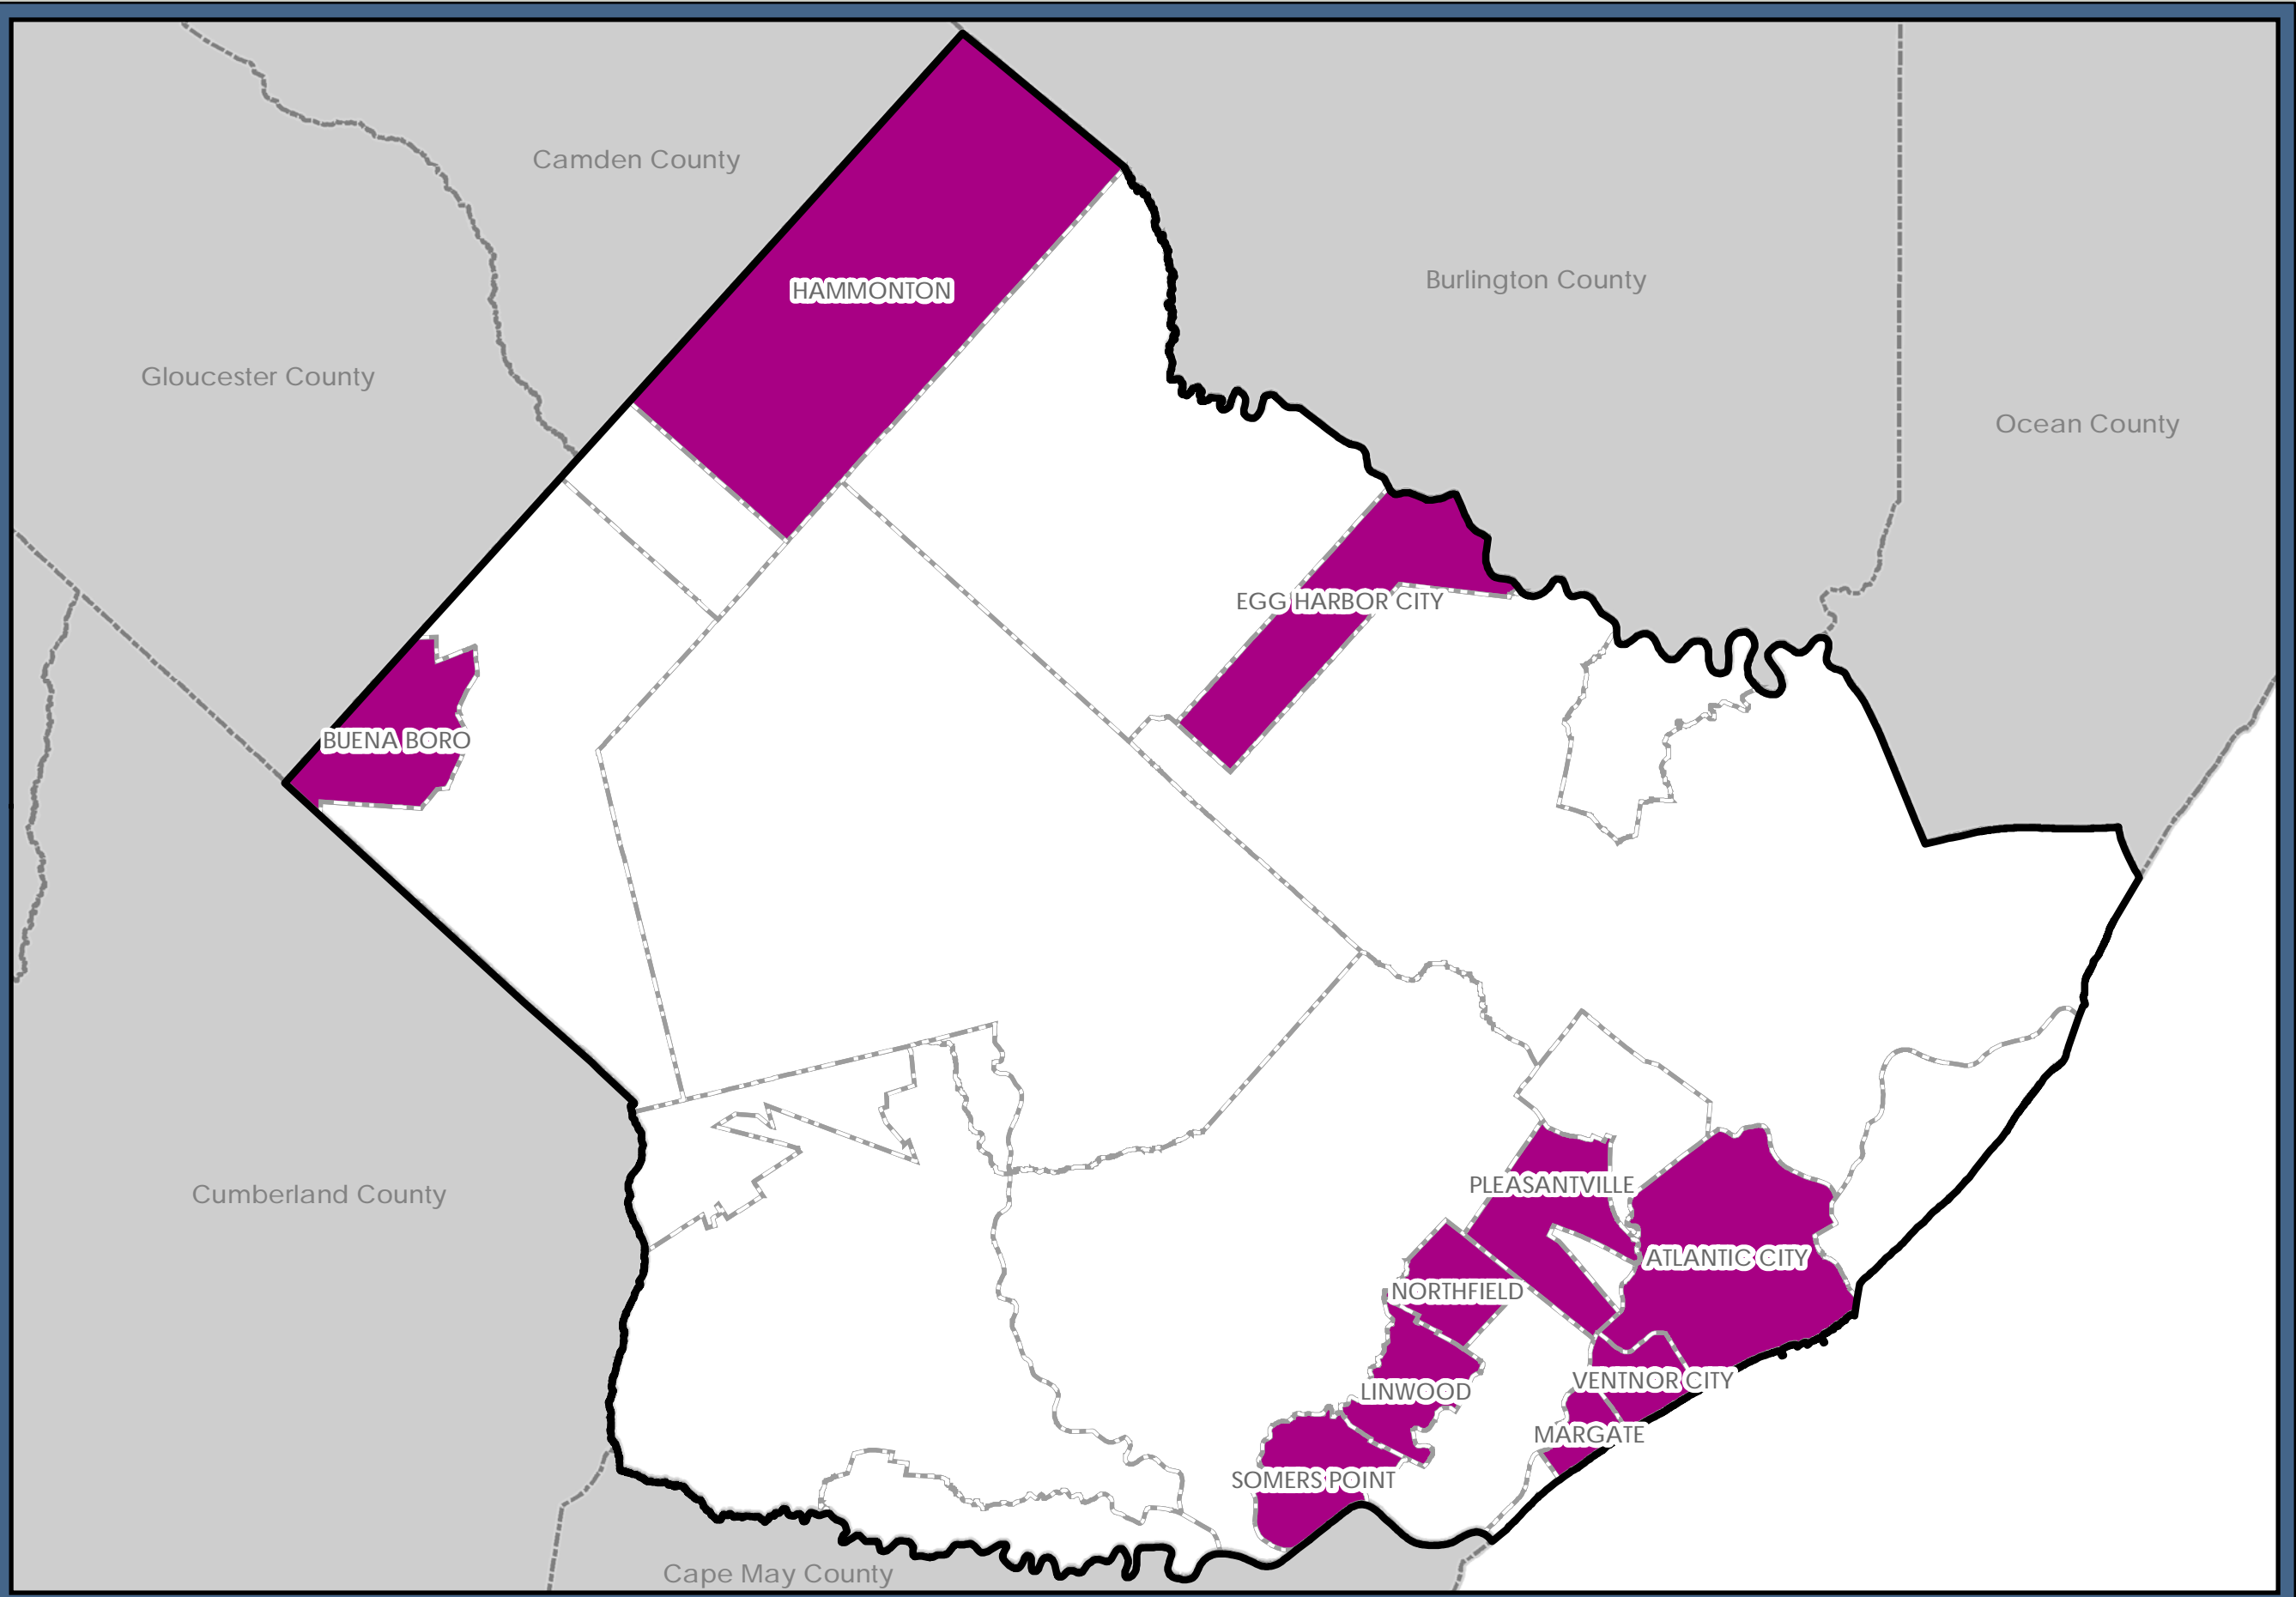 Camden County
Burlington County
HAMMONTON
Gloucester County
Ocean County
EGG HARBOR CITY
BUENA BORO
Cumberland County
PLEASANTVILLE
ATLANTIC CITY
NORTHFIELD
VENTNOR CITY
LINWOOD
MARGATE
SOMERS POINT
Cape May County